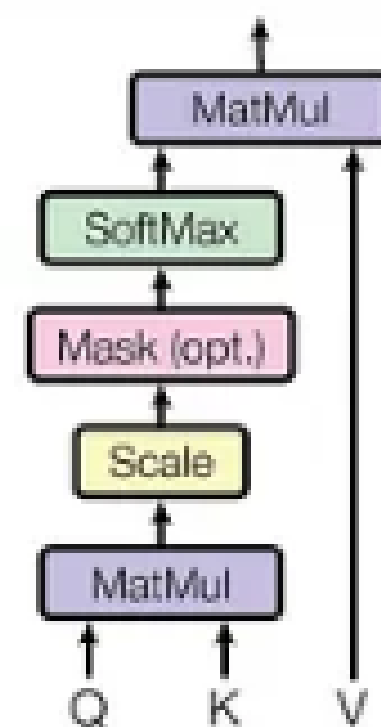 MatMul
SoftMax
Mask (opt.)
Scale
MatMul
Q K V